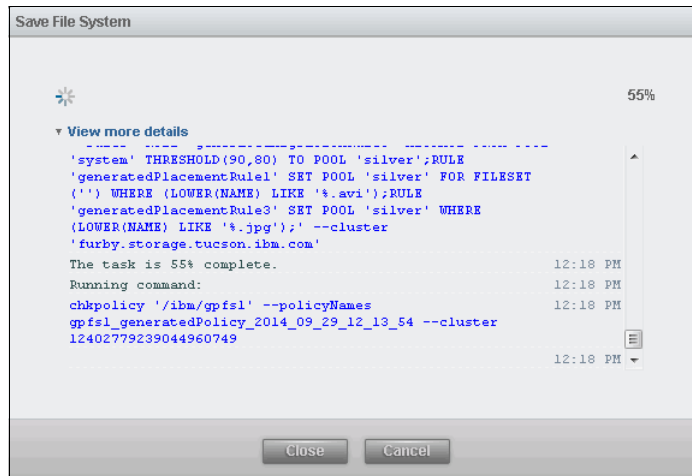 Save File System
55%
View more details
'system' THRESHOLD(90,80) TO POOL 'silver';RULE
'generatedPlacementRule1' SET POOL 'silver' FOR FILESET
('') WHERE (LOWER(NAME) LIKE '%.avi');RULE
'generatedPlacementRule3' SET POOL 'silver' WHERE
(LOWER(NAME) LIKE '%.jpg');' --cluster
'furby.storage.tucson.ibm.com'
The task is 55% complete. 12:18 PM
Running command: 12:18 PM
chkpolicy '/ibm/gpfs1' --policyNames 12:18 PM
gpfs1_generatedPolicy_2014_09_29_12_13_54 --cluster
12402779239044960749
12:18 PM
Close Cancel